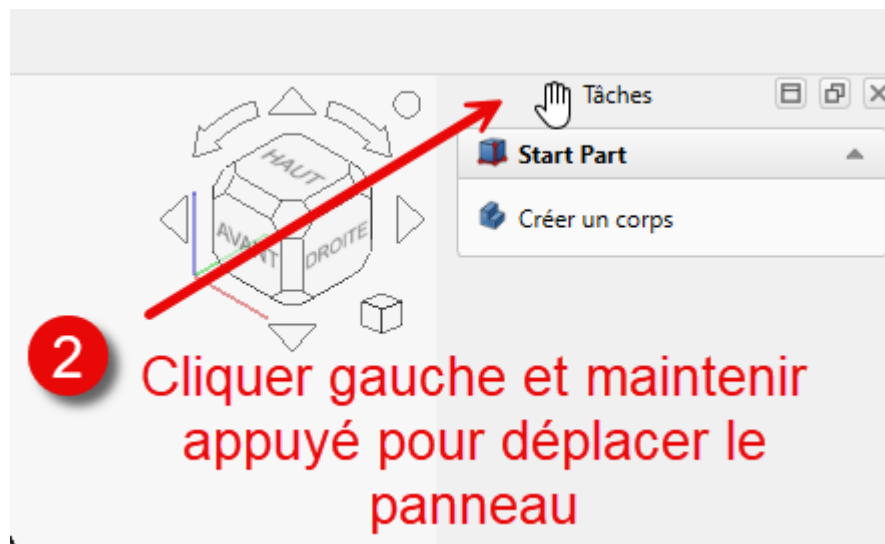 Tâches
Start Part
Créer un corps
HAUT
AVANT
DROITE
2
Cliquer gauche et maintenir
appuyé pour déplacer le
panneau